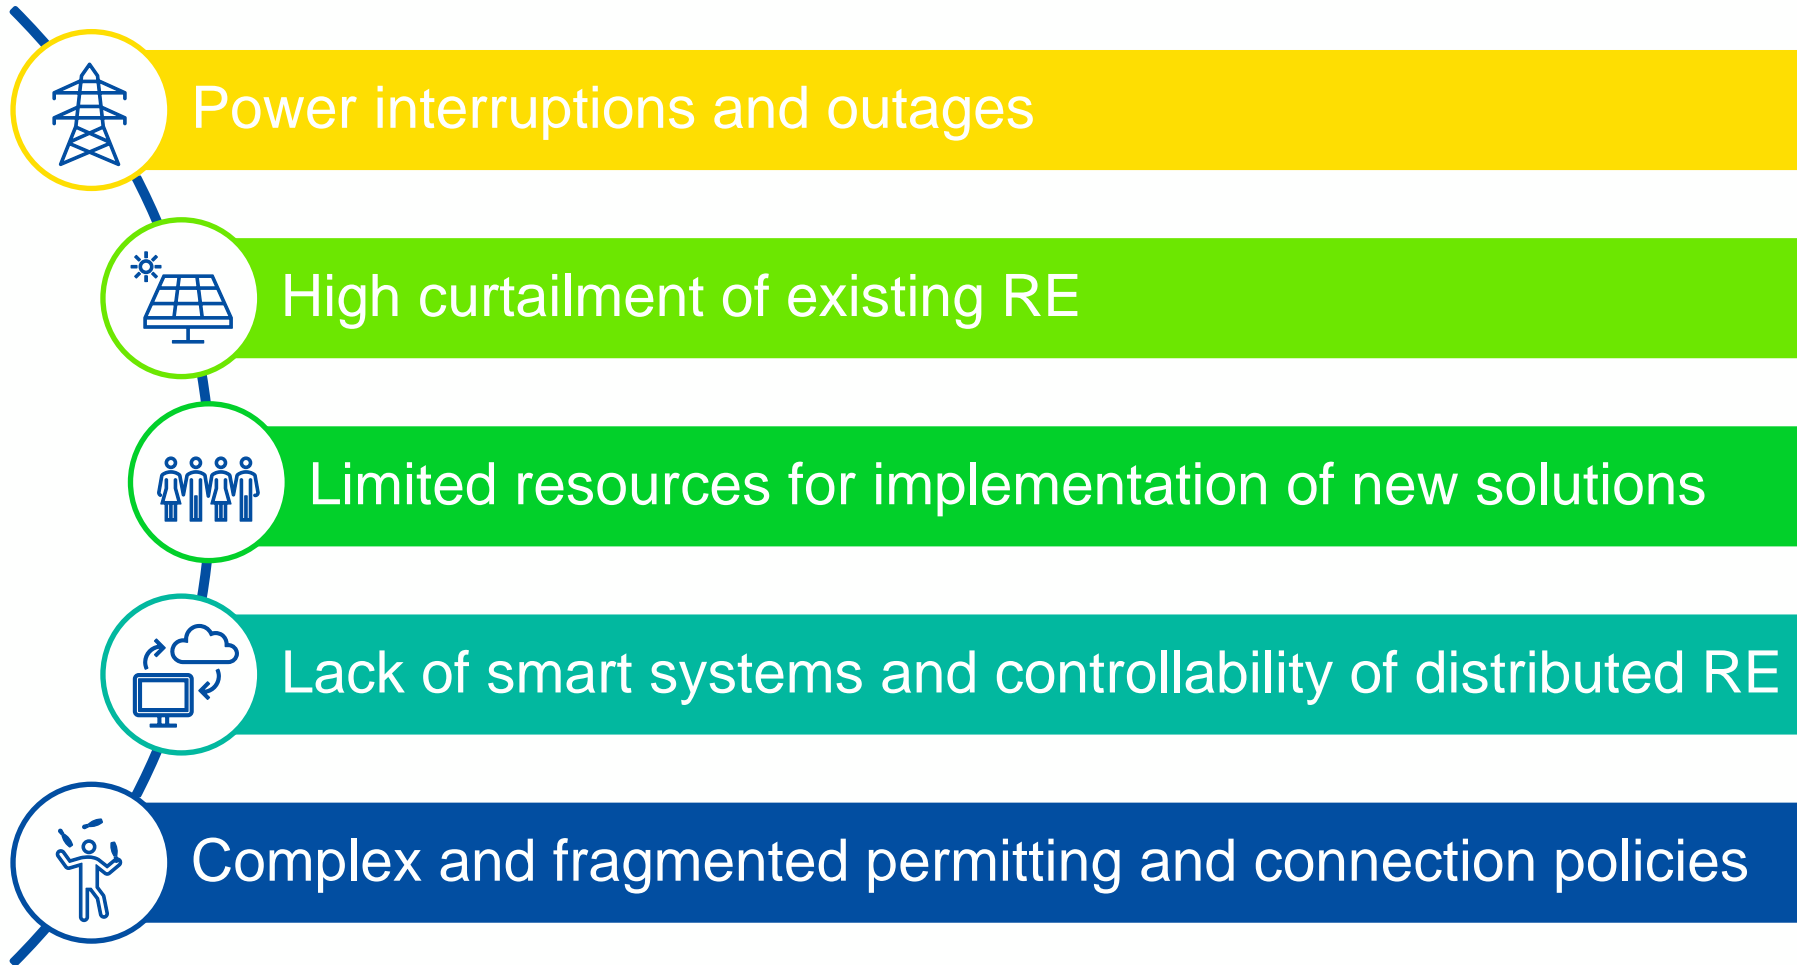 Power interruptions and outages
High curtailment of existing RE
Limited resources for implementation of new solutions
Lack of smart systems and controllability of distributed RE
Complex and fragmented permitting and connection policies